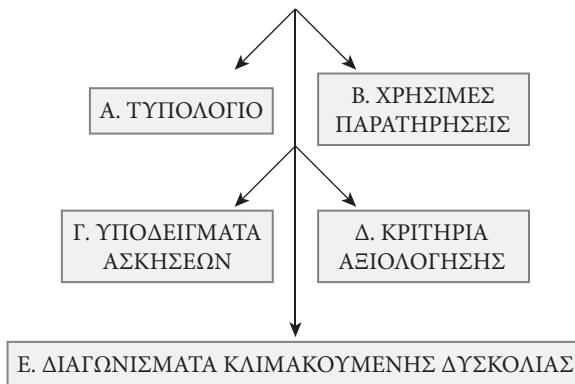 Α. ΤΥΠΟΛΟΓΙΟ
Β. ΧΡΗΣΙΜΕΣ
ΠΑΡΑΤΗΡΗΣΕΙΣ
Γ. ΥΠΟΔΕΙΓΜΑΤΑ
ΑΣΚΗΣΕΩΝ
Δ. ΚΡΙΤΗΡΙΑ
ΑΞΙΟΛΟΓΗΣΗΣ
Ε. ΔΙΑΓΩΝΙΣΜΑΤΑ ΚΛΙΜΑΚΟΥΜΕΝΗΣ ΔΥΣΚΟΛΙΑΣ